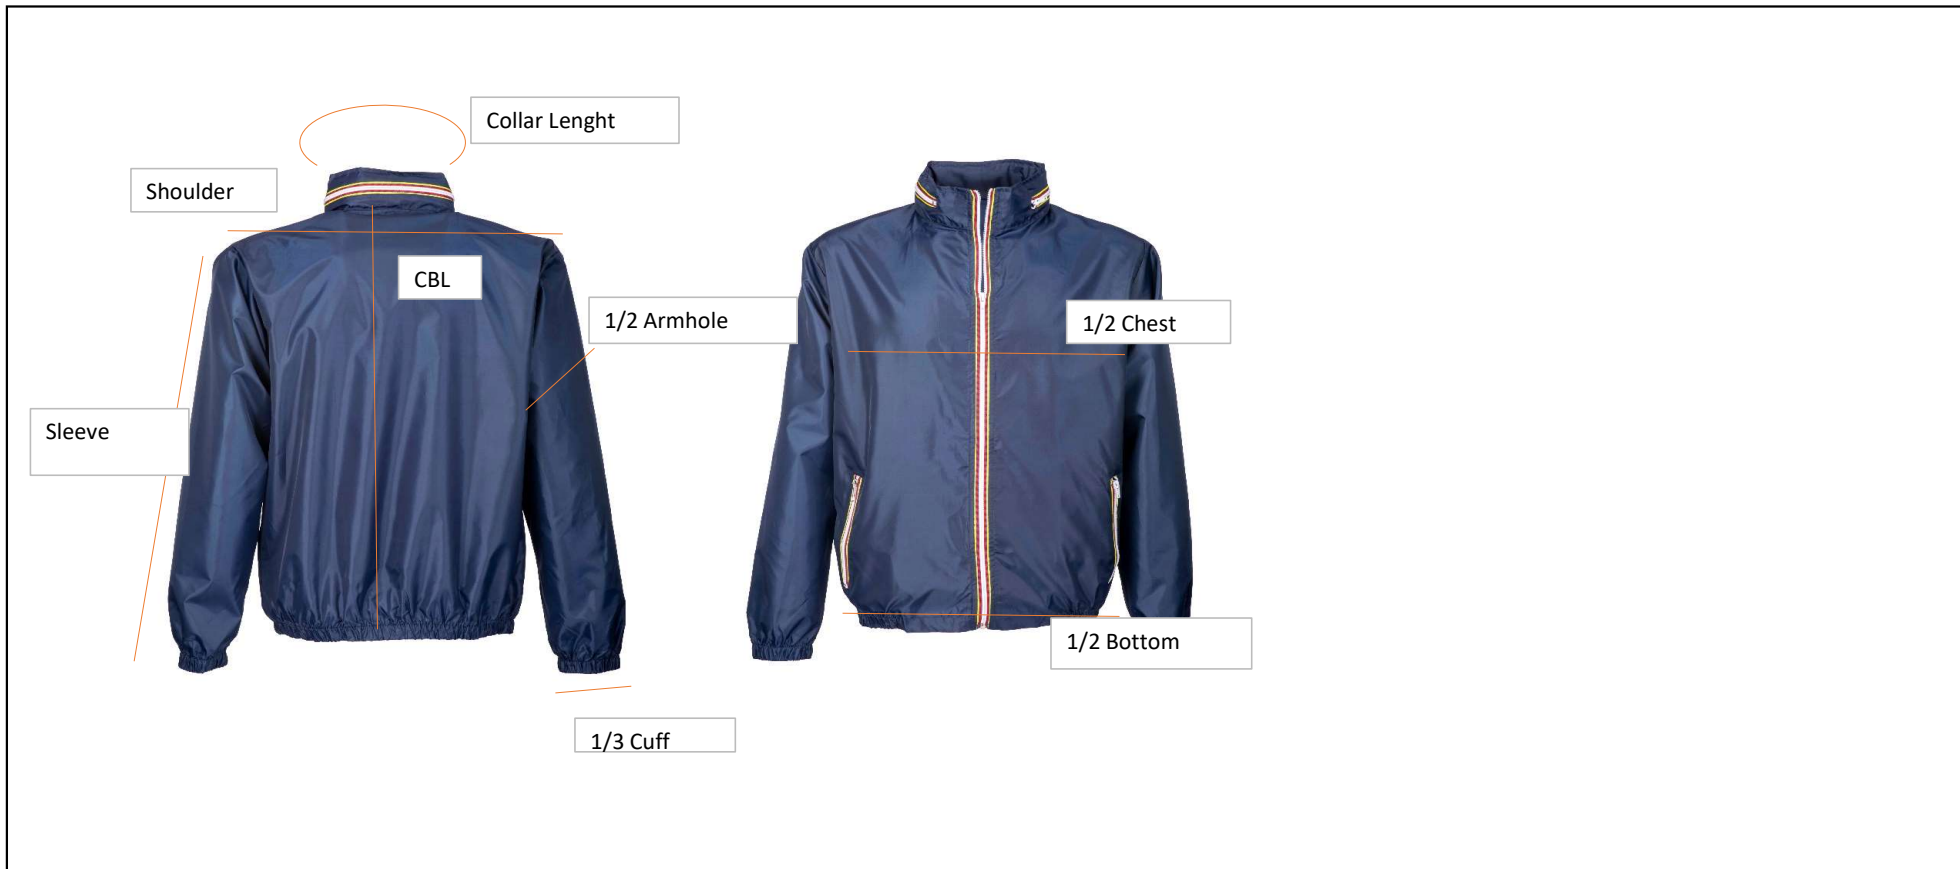 Collar Lenght
Shoulder
CBL
1/2 Armhole
1/2 Chest
Sleeve
1/2 Bottom
1/3 Cuff